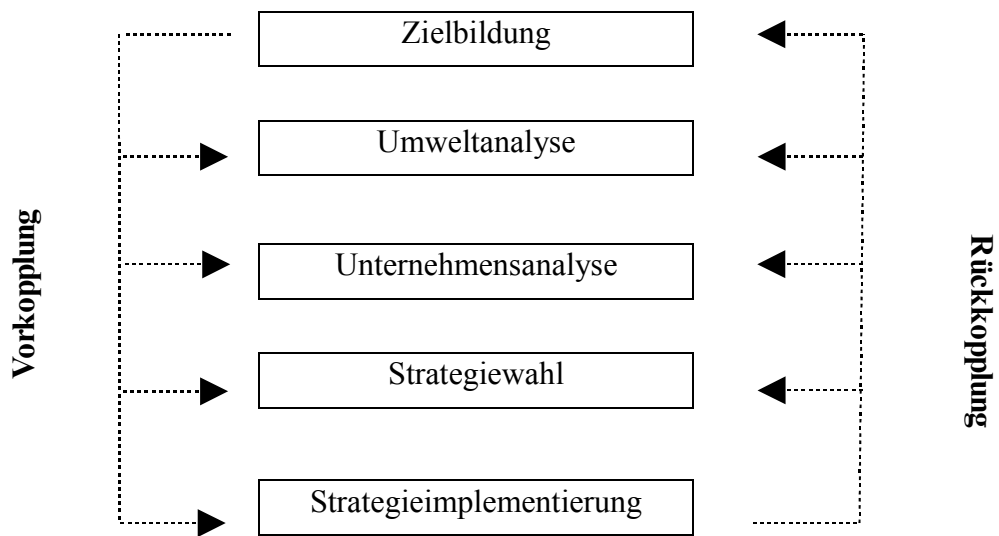 Zielbildung
Umweltanalyse
Unternehmensanalyse
Strategiewahl
Strategieimplementierung
Vorkopplung
Rückkopplung